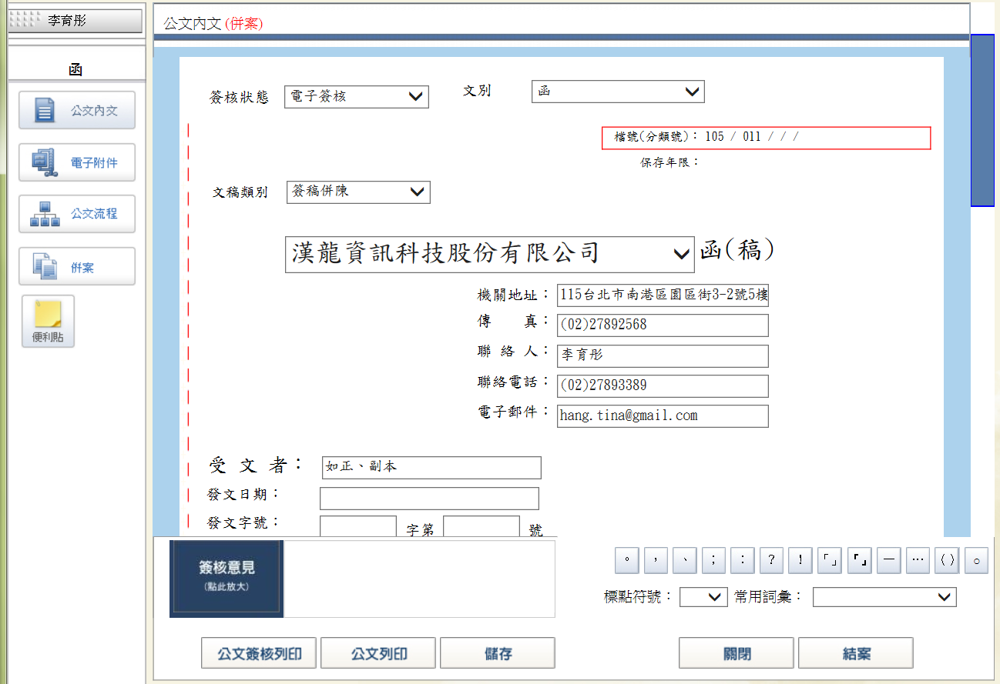 李育彤
函
公文內文
電子附件
公文流程
併案
便利貼
公文內文 (併案)
簽核狀態 電子簽核 文別 函
檔號(分類號)： 105 / 011 / / /
保存年限：
文稿類別 簽稿併陳
漢龍資訊科技股份有限公司 函(稿)
機關地址： 115台北市南港區園區街3-2號5樓
傳 真： (02)27892568
聯 絡 人： 李育彤
聯絡電話： (02)27893389
電子郵件： hang.tina@gmail.com
受 文 者： 如正、副本
發文日期：
發文字號： 字第 號
簽核意見
(點此放大)
。 ， 、 ； ： ？ ！ 「」 『』 — … () ○
標點符號： 常用詞彙：
公文簽核列印 公文列印 儲存 關閉 結案